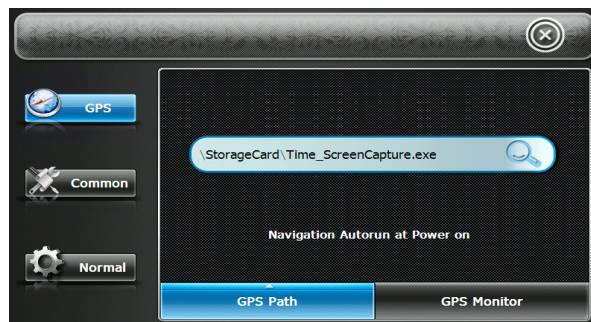 GPS
\StorageCard\Time_ScreenCapture.exe
Common
Navigation Autorun at Power on
Normal
GPS Path
GPS Monitor